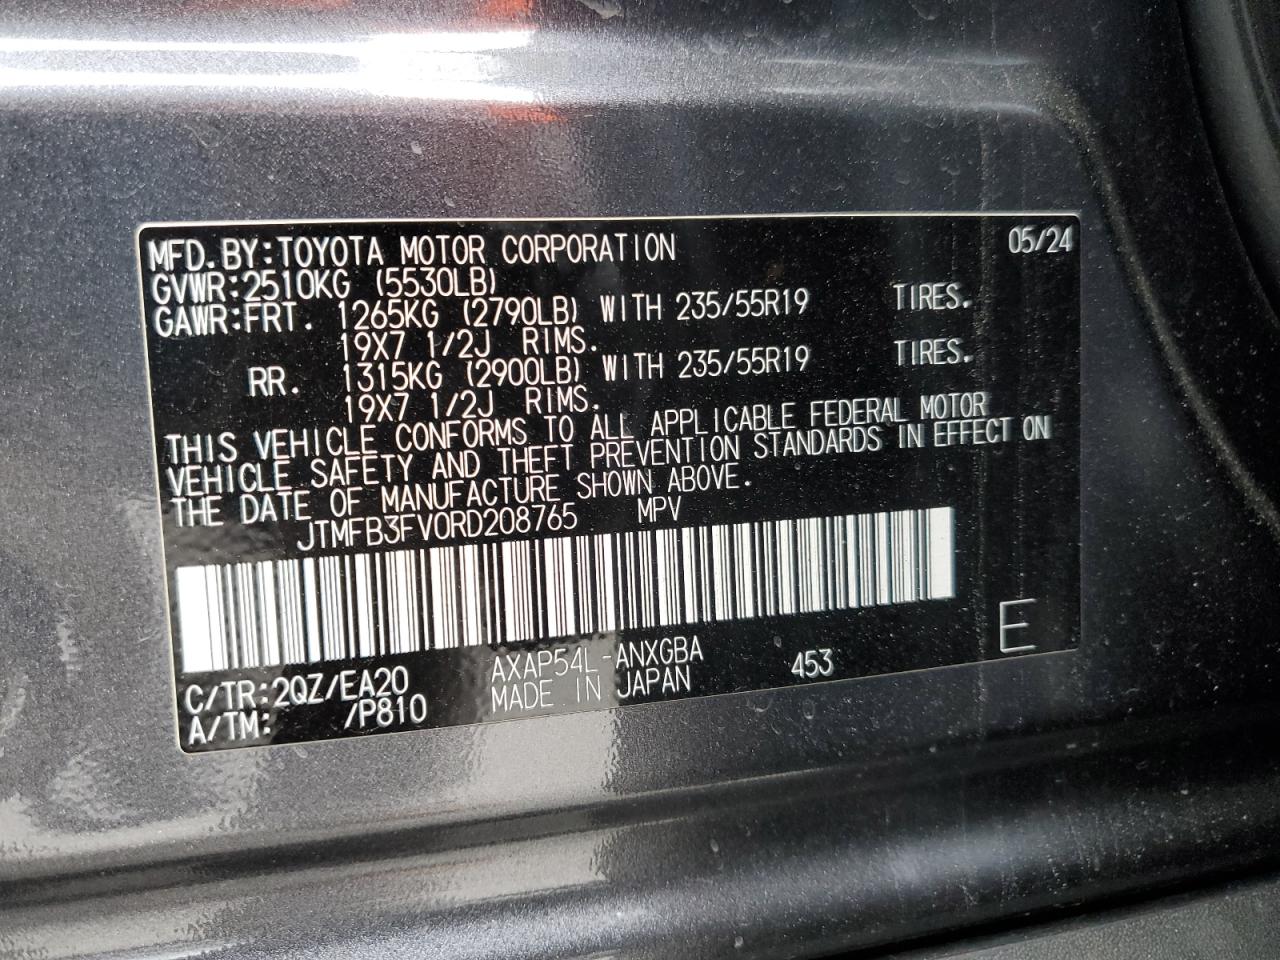 MFD.BY:TOYOTA MOTOR CORPORATION 05/24
GVWR:2510KG (5530LB)
GAWR:FRT. 1265KG (2790LB) WITH 235/55R19 TIRES.
19X7 1/2J RIMS.
RR. 1315KG (2900LB) WITH 235/55R19 TIRES.
19X7 1/2J RIMS.
THIS VEHICLE CONFORMS TO ALL APPLICABLE FEDERAL MOTOR
VEHICLE SAFETY AND THEFT PREVENTION STANDARDS IN EFFECT ON
THE DATE OF MANUFACTURE SHOWN ABOVE.
JTMFB3FV0RD208765 MPV
C/TR:2QZ/EA20 AXAP54L-ANXGBA 453 E
A/TM: /P810 MADE IN JAPAN